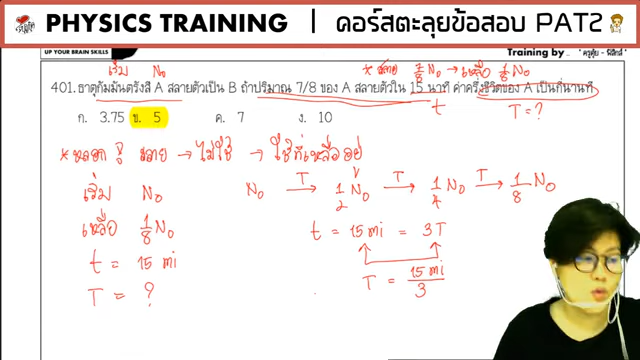 PHYSICS TRAINING | คอร์สตะลุยข้อสอบ PAT2
UP YOUR BRAIN SKILLS
Training by
เริ่ม N₀
* สลาย 7/8 N₀ → เหลือ 1/8 N₀
401. ธาตุกัมมันตรังสี A สลายตัวเป็น B ถ้าปริมาณ 7/8 ของ A สลายตัวใน 15 นาที ค่าครึ่งชีวิตของ A เป็นกี่นาที
t T = ?
ก. 3.75 ข. 5 ค. 7 ง. 10
* หลอก สลาย → ไม่ใช้ → ใช้ที่เหลืออยู่
เริ่ม N₀
N₀ T→ 1/2 N₀ T→ 1/4 N₀ T→ 1/8 N₀
เหลือ 1/8 N₀
t = 15 mi = 3T
t = 15 mi
T = 15 mi / 3
T = ?